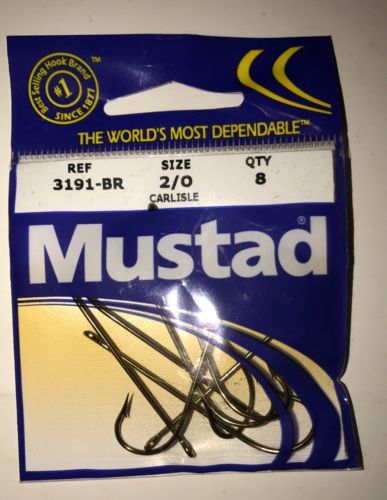 Best Selling Hook Brand™
#1
SINCE 1877
THE WORLD'S MOST DEPENDABLE™
REF SIZE QTY
3191-BR 2/0 8
CARLISLE
Mustad®